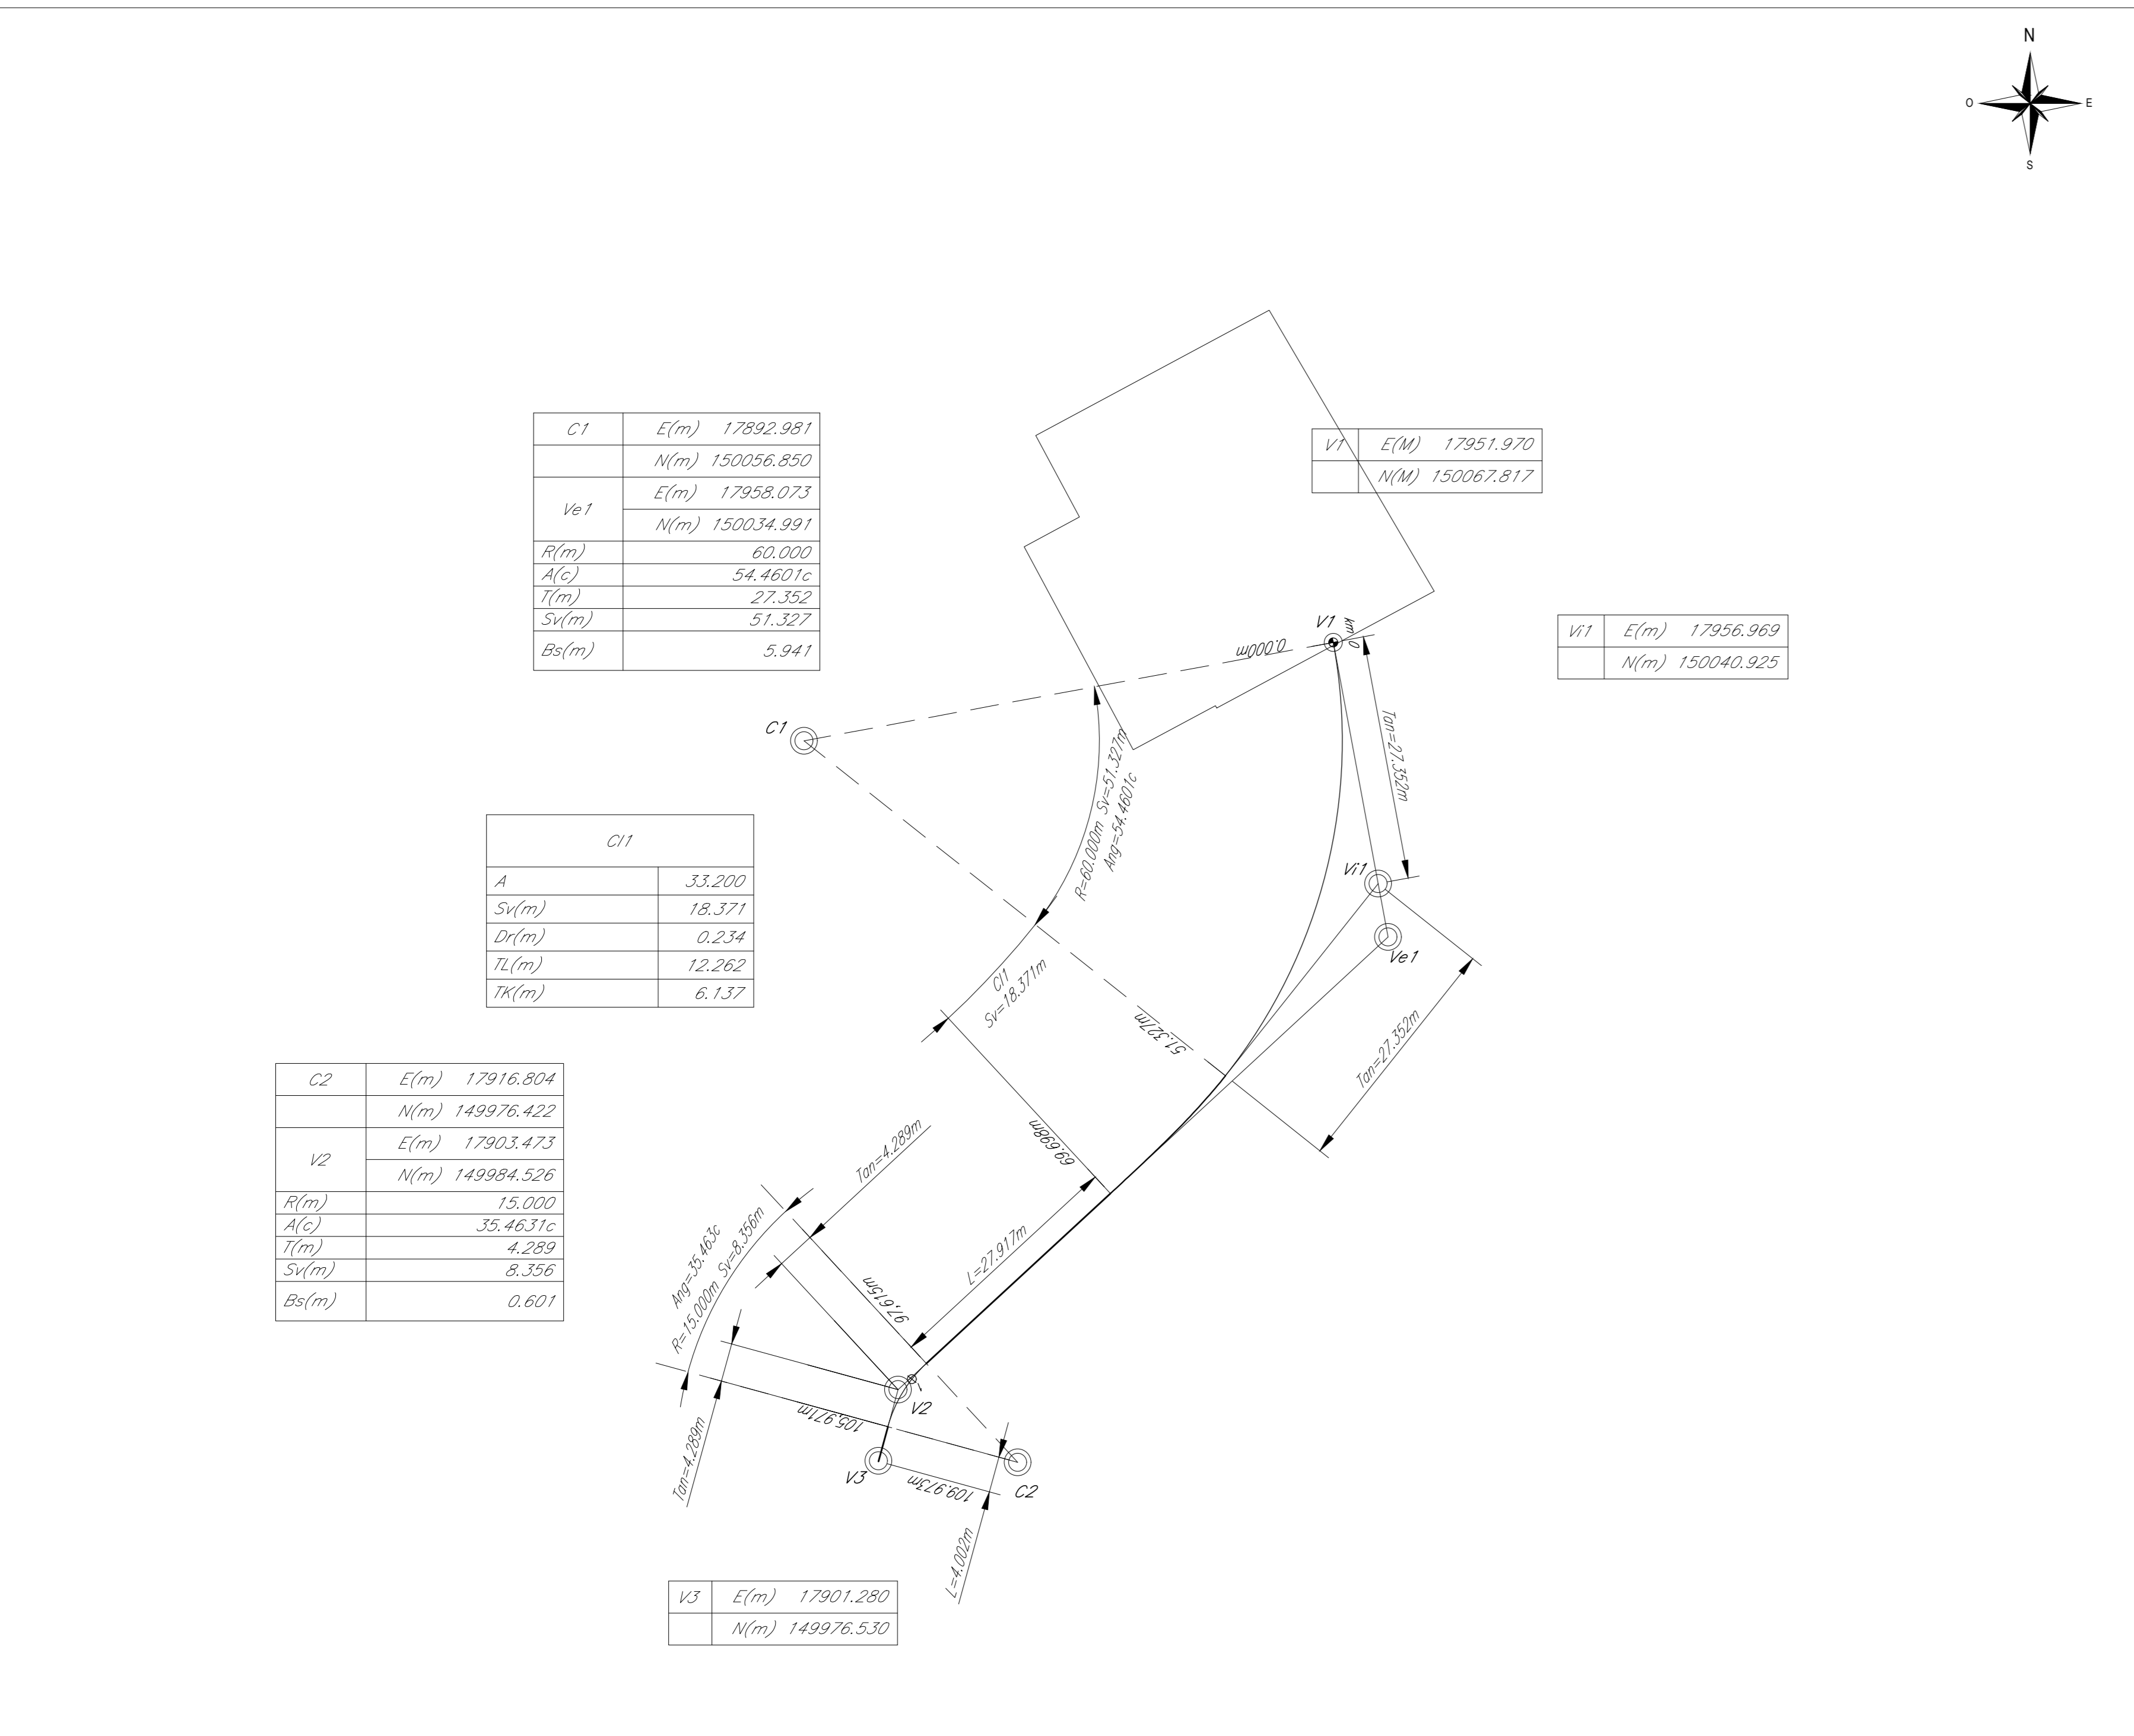 N
O E
S
C1 E(m) 17892.981
N(m) 150056.850
Ve1 E(m) 17958.073
N(m) 150034.991
R(m) 60.000
A(c) 54.4601c
T(m) 27.352
Sv(m) 51.327
Bs(m) 5.941
V1 E(M) 17951.970
N(M) 150067.817
Vi1 E(m) 17956.969
N(m) 150040.925
V1
km 0
0.000m
C1
Tan=27.352m
R=60.000m Sv=51.327m
Ang=54.4601c
Vi1
Ve1
Cl1
A 33.200
Sv(m) 18.371
Dr(m) 0.234
TL(m) 12.262
TK(m) 6.137
Cl1
Sv=18.371m
51.327m
Tan=27.352m
C2 E(m) 17916.804
N(m) 149976.422
V2 E(m) 17903.473
N(m) 149984.526
R(m) 15.000
A(c) 35.4631c
T(m) 4.289
Sv(m) 8.356
Bs(m) 0.601
69.698m
Tan=4.289m
L=27.917m
Ang=35.463c
R=15.000m Sv=8.356m
97.615m
V2
105.971m
Tan=4.289m
V3
109.973m
C2
L=4.002m
V3 E(m) 17901.280
N(m) 149976.530